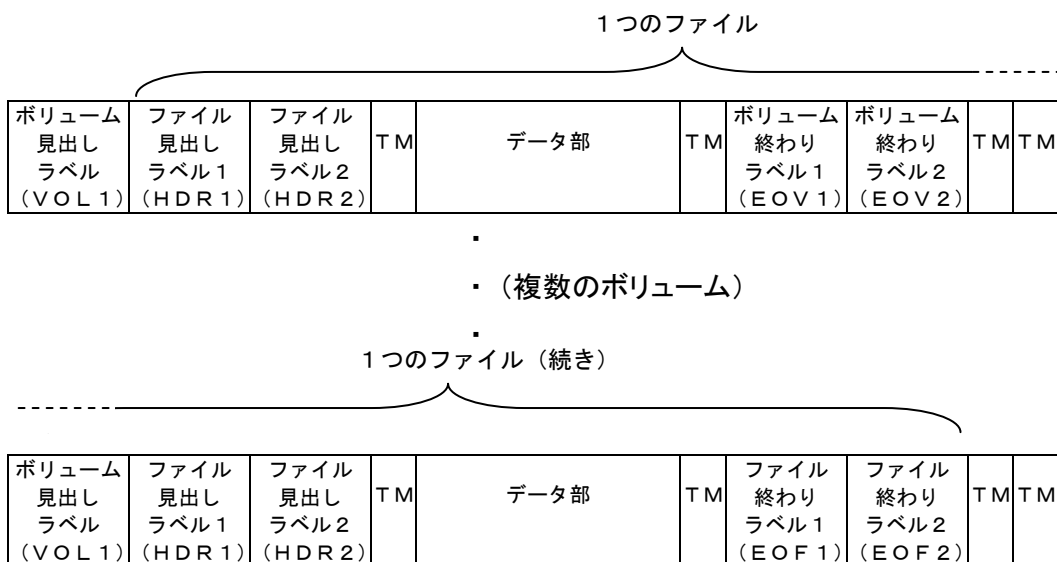 1つのファイル
ボリューム見出しラベル(VOL1)
ファイル見出しラベル1(HDR1)
ファイル見出しラベル2(HDR2)
TM
データ部
TM
ボリューム終わりラベル1(EOV1)
ボリューム終わりラベル2(EOV2)
TM
TM
・
・(複数のボリューム)
・
1つのファイル(続き)
ボリューム見出しラベル(VOL1)
ファイル見出しラベル1(HDR1)
ファイル見出しラベル2(HDR2)
TM
データ部
TM
ファイル終わりラベル1(EOF1)
ファイル終わりラベル2(EOF2)
TM
TM